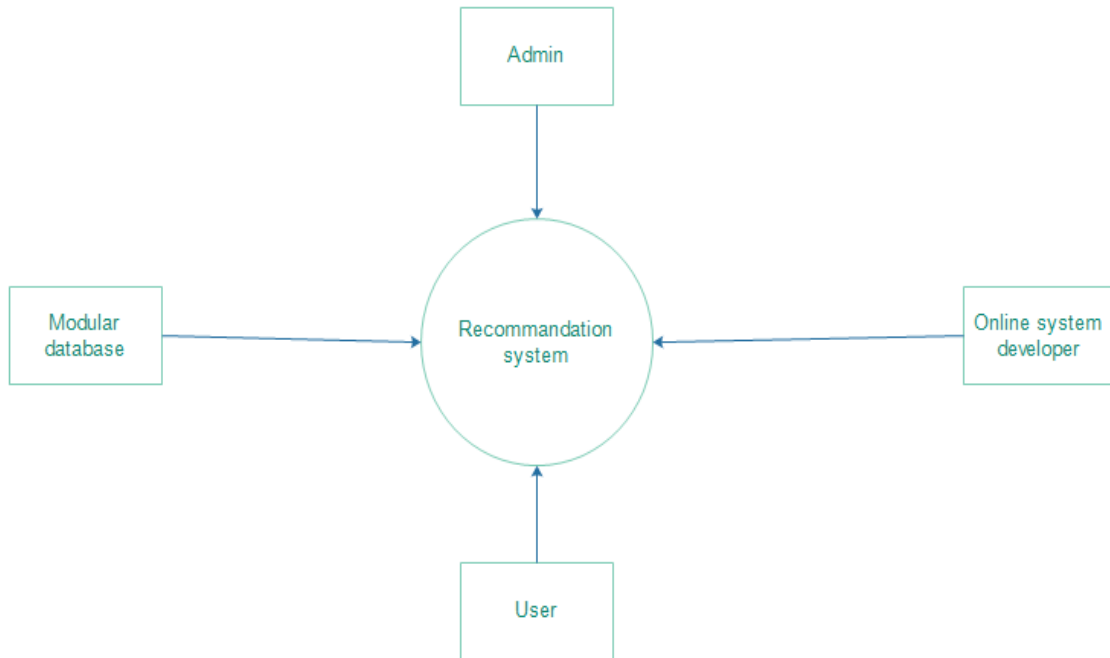 Admin
Modular
database
Recommandation
system
Online system
developer
User